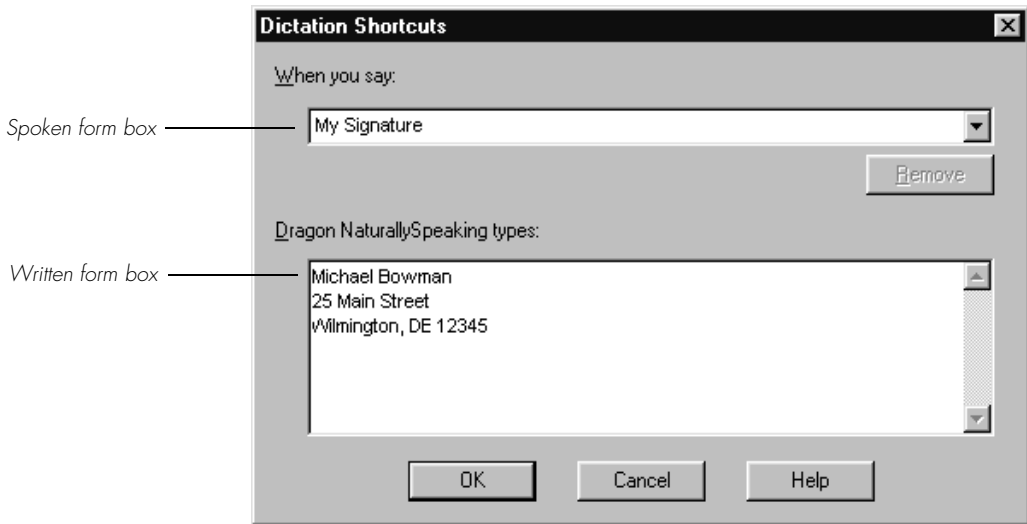 Dictation Shortcuts
When you say:
Spoken form box
My Signature
Remove
Dragon NaturallySpeaking types:
Written form box
Michael Bowman
25 Main Street
Wilmington, DE 12345
OK
Cancel
Help